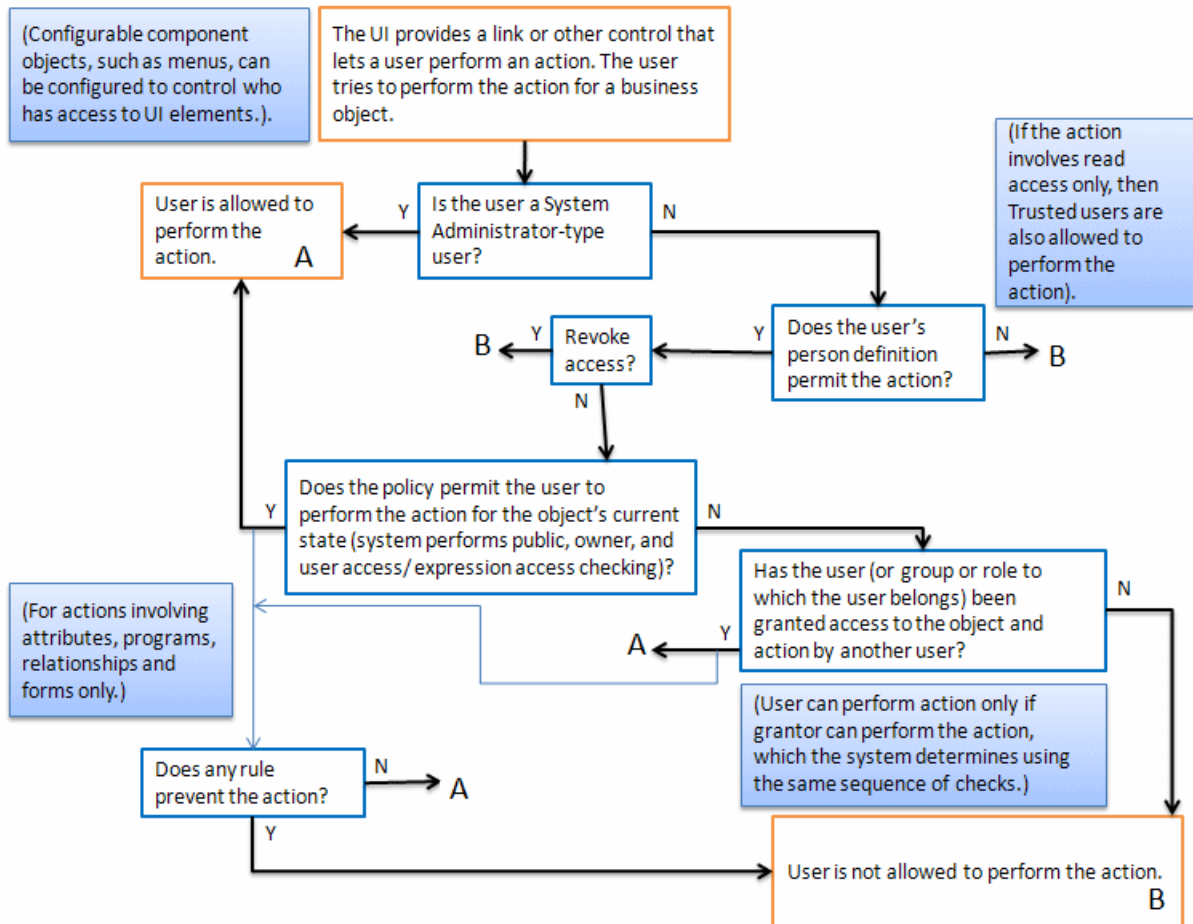 (Configurable component
objects, such as menus, can
be configured to control who
has access to UI elements.).
The UI provides a link or other control that
lets a user perform an action. The user
tries to perform the action for a business
object.
(If the action
involves read
access only, then
Trusted users are
also allowed to
perform the
action).
User is allowed to
perform the
action.
A
Y
Is the user a System
Administrator-type
user?
N
B
Y
Revoke
access?
Y
Does the user's
person definition
permit the action?
N
B
N
Y
Does the policy permit the user to
perform the action for the object's current
state (system performs public, owner, and
user access/ expression access checking)?
N
Has the user (or group or role to
which the user belongs) been
granted access to the object and
action by another user?
N
A
Y
(For actions involving
attributes, programs,
relationships and
forms only.)
(User can perform action only if
grantor can perform the action,
which the system determines using
the same sequence of checks.)
Does any rule
prevent the action?
N
A
Y
User is not allowed to perform the action.
B